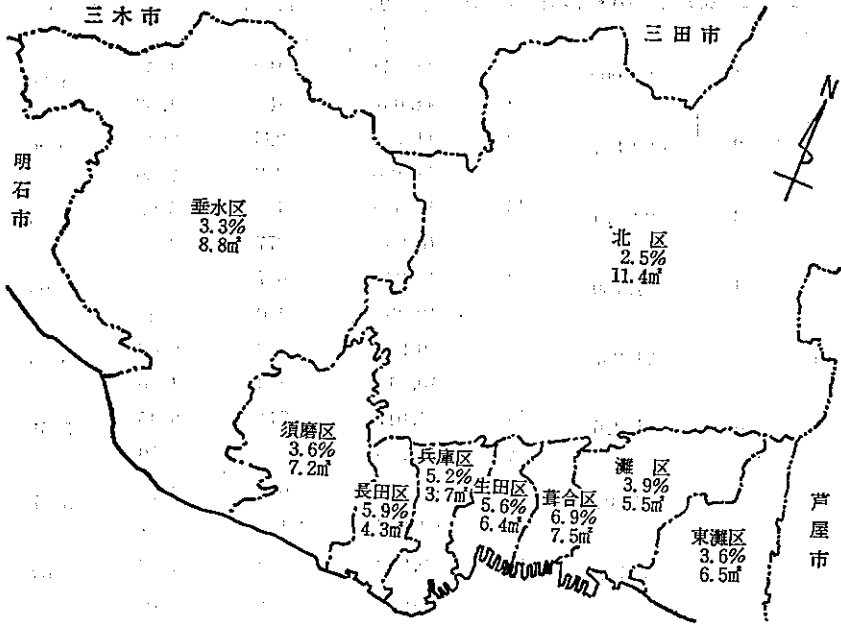 三木市
三田市
N
明石市
垂水区
3.3%
8.8㎡
北区
2.5%
11.4㎡
須磨区
3.6%
7.2㎡
長田区
5.9%
4.3㎡
兵庫区
5.2%
3.7㎡
生田区
5.6%
6.4㎡
葺合区
6.9%
7.5㎡
灘区
3.9%
5.5㎡
東灘区
3.6%
6.5㎡
芦屋市